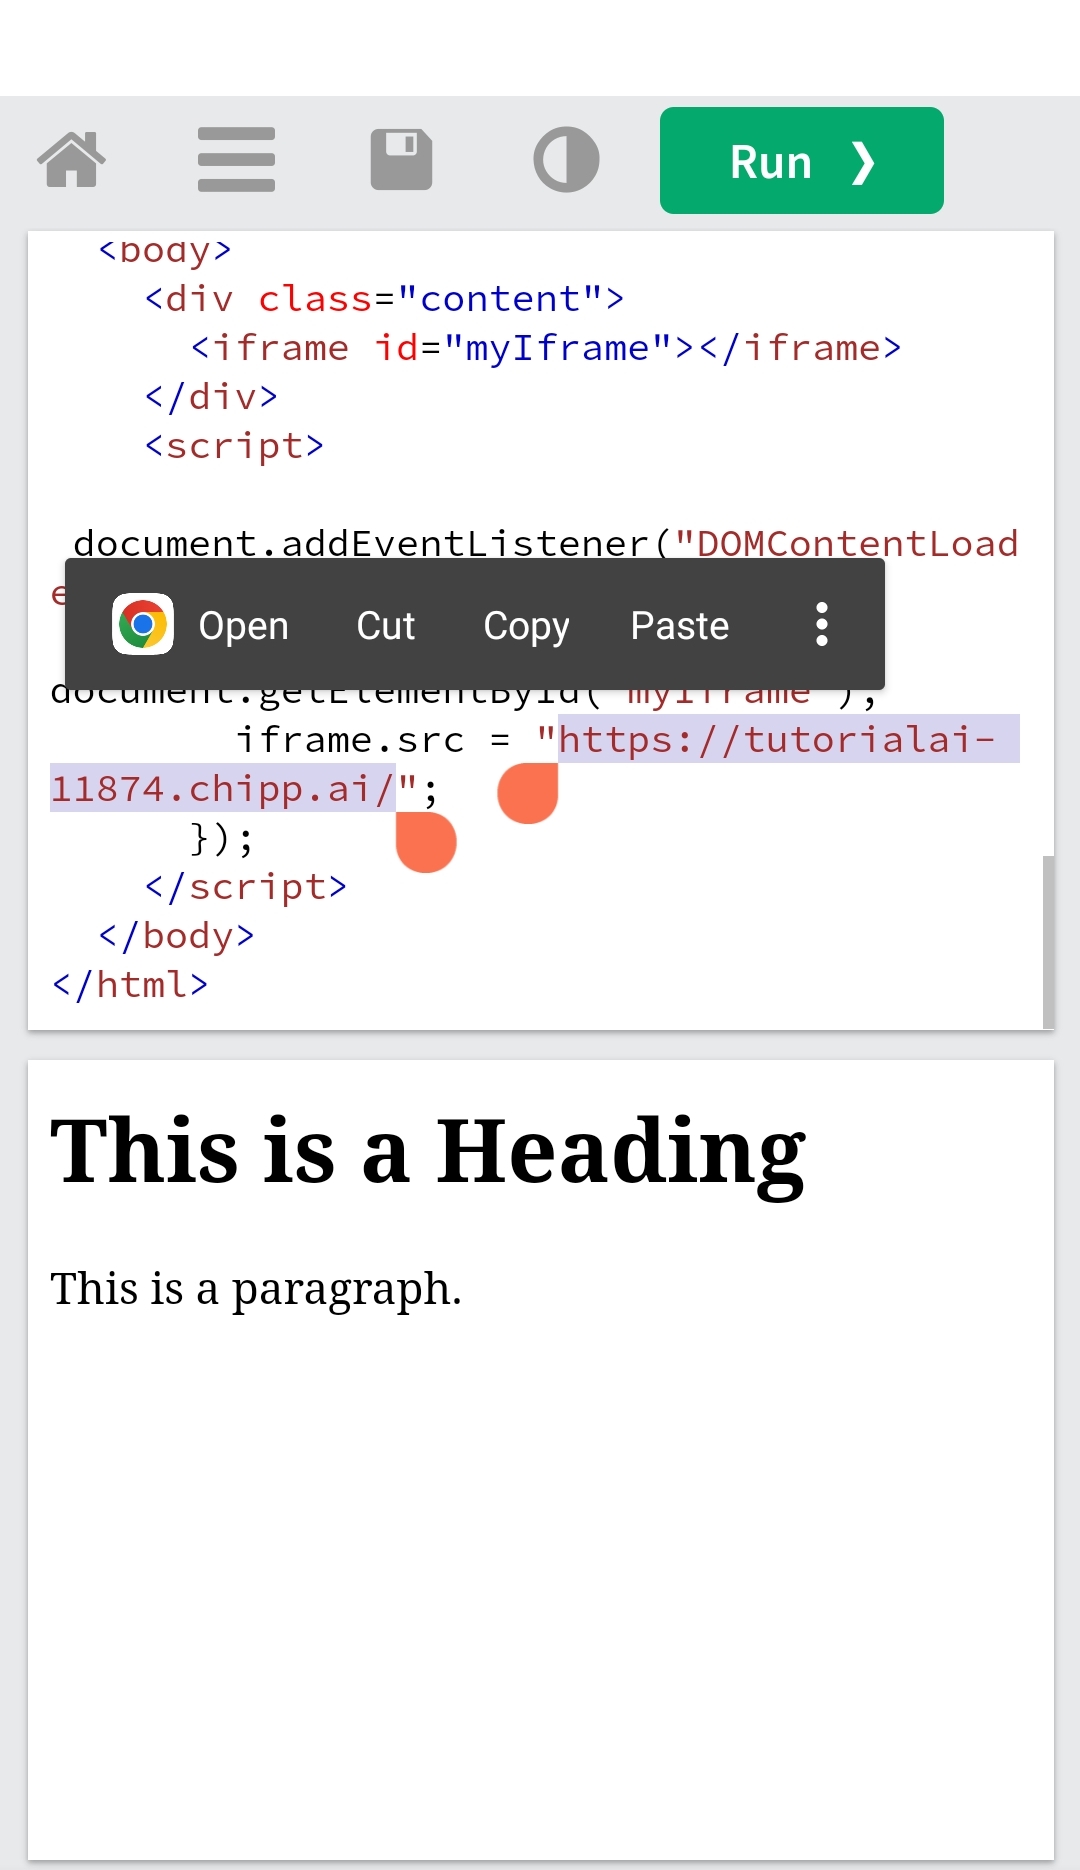 Run ❯
<body>
<div class="content">
<iframe id="myIframe"></iframe>
</div>
<script>
document.addEventListener("DOMContentLoad
e
Open Cut Copy Paste
document.getElementById("myIframe");
iframe.src = "https://tutorialai-
11874.chipp.ai/";
});
</script>
</body>
</html>
This is a Heading
This is a paragraph.